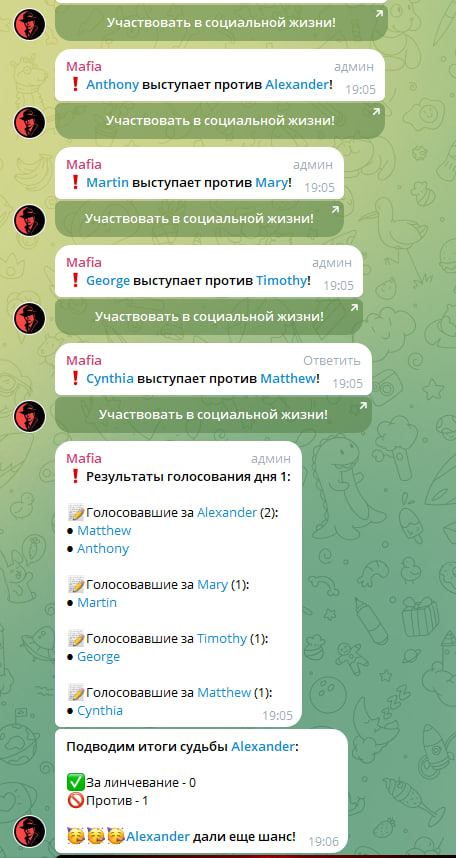 Участвовать в социальной жизни!
Mafia админ
❗ Anthony выступает против Alexander!
19:05
Участвовать в социальной жизни!
Mafia админ
❗ Martin выступает против Mary!
19:05
Участвовать в социальной жизни!
Mafia админ
❗ George выступает против Timothy!
19:05
Участвовать в социальной жизни!
Mafia Ответить
❗ Cynthia выступает против Matthew!
19:05
Участвовать в социальной жизни!
Mafia админ
❗ Результаты голосования дня 1:
📝Голосовавшие за Alexander (2):
● Matthew
● Anthony
📝Голосовавшие за Mary (1):
● Martin
📝Голосовавшие за Timothy (1):
● George
📝Голосовавшие за Matthew (1):
● Cynthia
19:05
Подводим итоги судьбы Alexander:
✅За линчевание - 0
🚫Против - 1
🥳🥳🥳Alexander дали еще шанс!
19:06